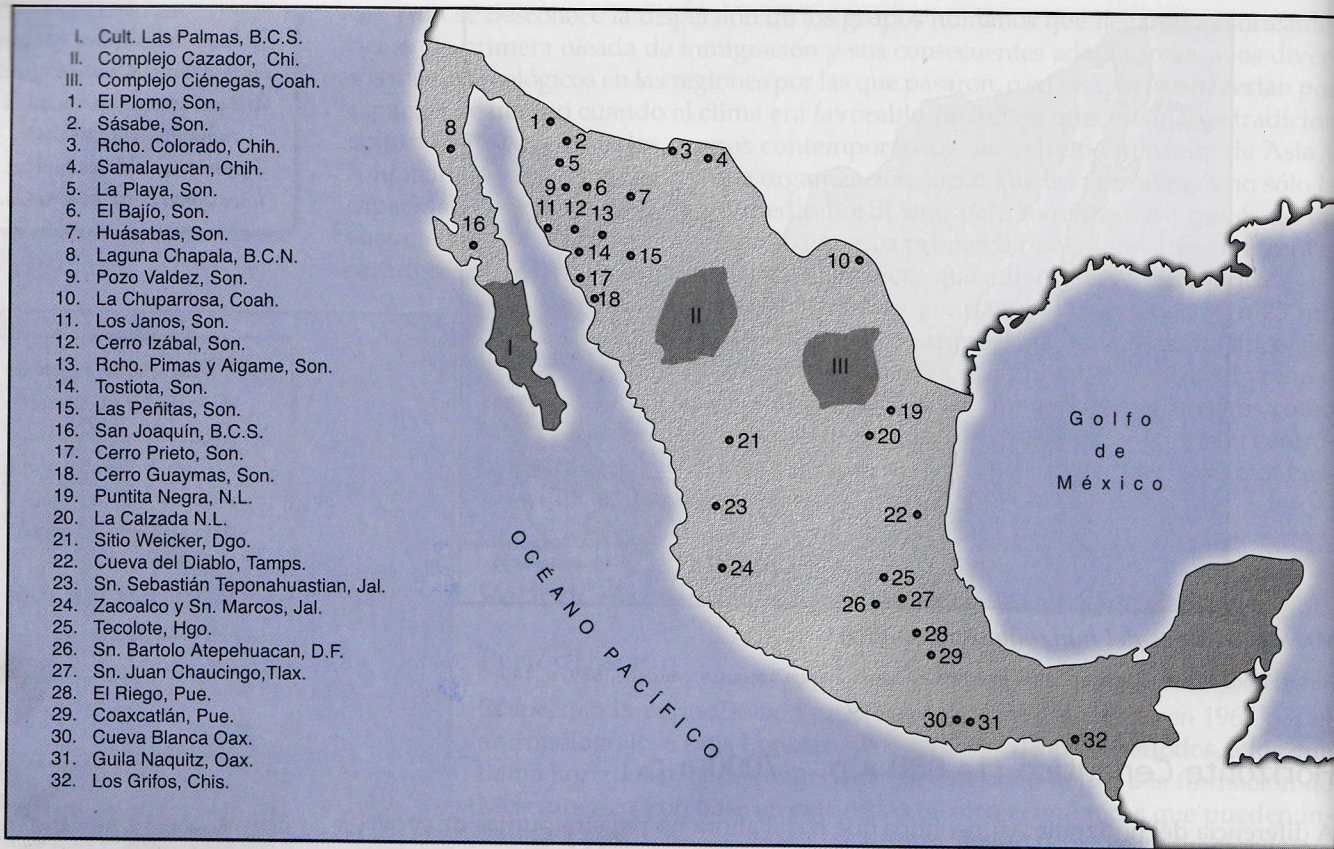 I. Cult. Las Palmas, B.C.S.
II. Complejo Cazador, Chi.
III. Complejo Ciénegas, Coah.
1. El Plomo, Son,
2. Sásabe, Son.
3. Rcho. Colorado, Chih.
4. Samalayucan, Chih.
5. La Playa, Son.
6. El Bajío, Son.
7. Huásabas, Son.
8. Laguna Chapala, B.C.N.
9. Pozo Valdez, Son.
10. La Chuparrosa, Coah.
11. Los Janos, Son.
12. Cerro Izábal, Son.
13. Rcho. Pimas y Aigame, Son.
14. Tostiota, Son.
15. Las Peñitas, Son.
16. San Joaquín, B.C.S.
17. Cerro Prieto, Son.
18. Cerro Guaymas, Son.
19. Puntita Negra, N.L.
20. La Calzada N.L.
21. Sitio Weicker, Dgo.
22. Cueva del Diablo, Tamps.
23. Sn. Sebastián Teponahuastian, Jal.
24. Zacoalco y Sn. Marcos, Jal.
25. Tecolote, Hgo.
26. Sn. Bartolo Atepehuacan, D.F.
27. Sn. Juan Chaucingo,Tlax.
28. El Riego, Pue.
29. Coaxcatlán, Pue.
30. Cueva Blanca Oax.
31. Guila Naquitz, Oax.
32. Los Grifos, Chis.
1
8
2
3
4
5
9
6
7
11
12
13
16
14
15
10
17
18
II
I
III
19
20
21
23
22
24
25
26
27
28
29
30
31
32
Golfo
de
México
OCÉANO PACÍFICO